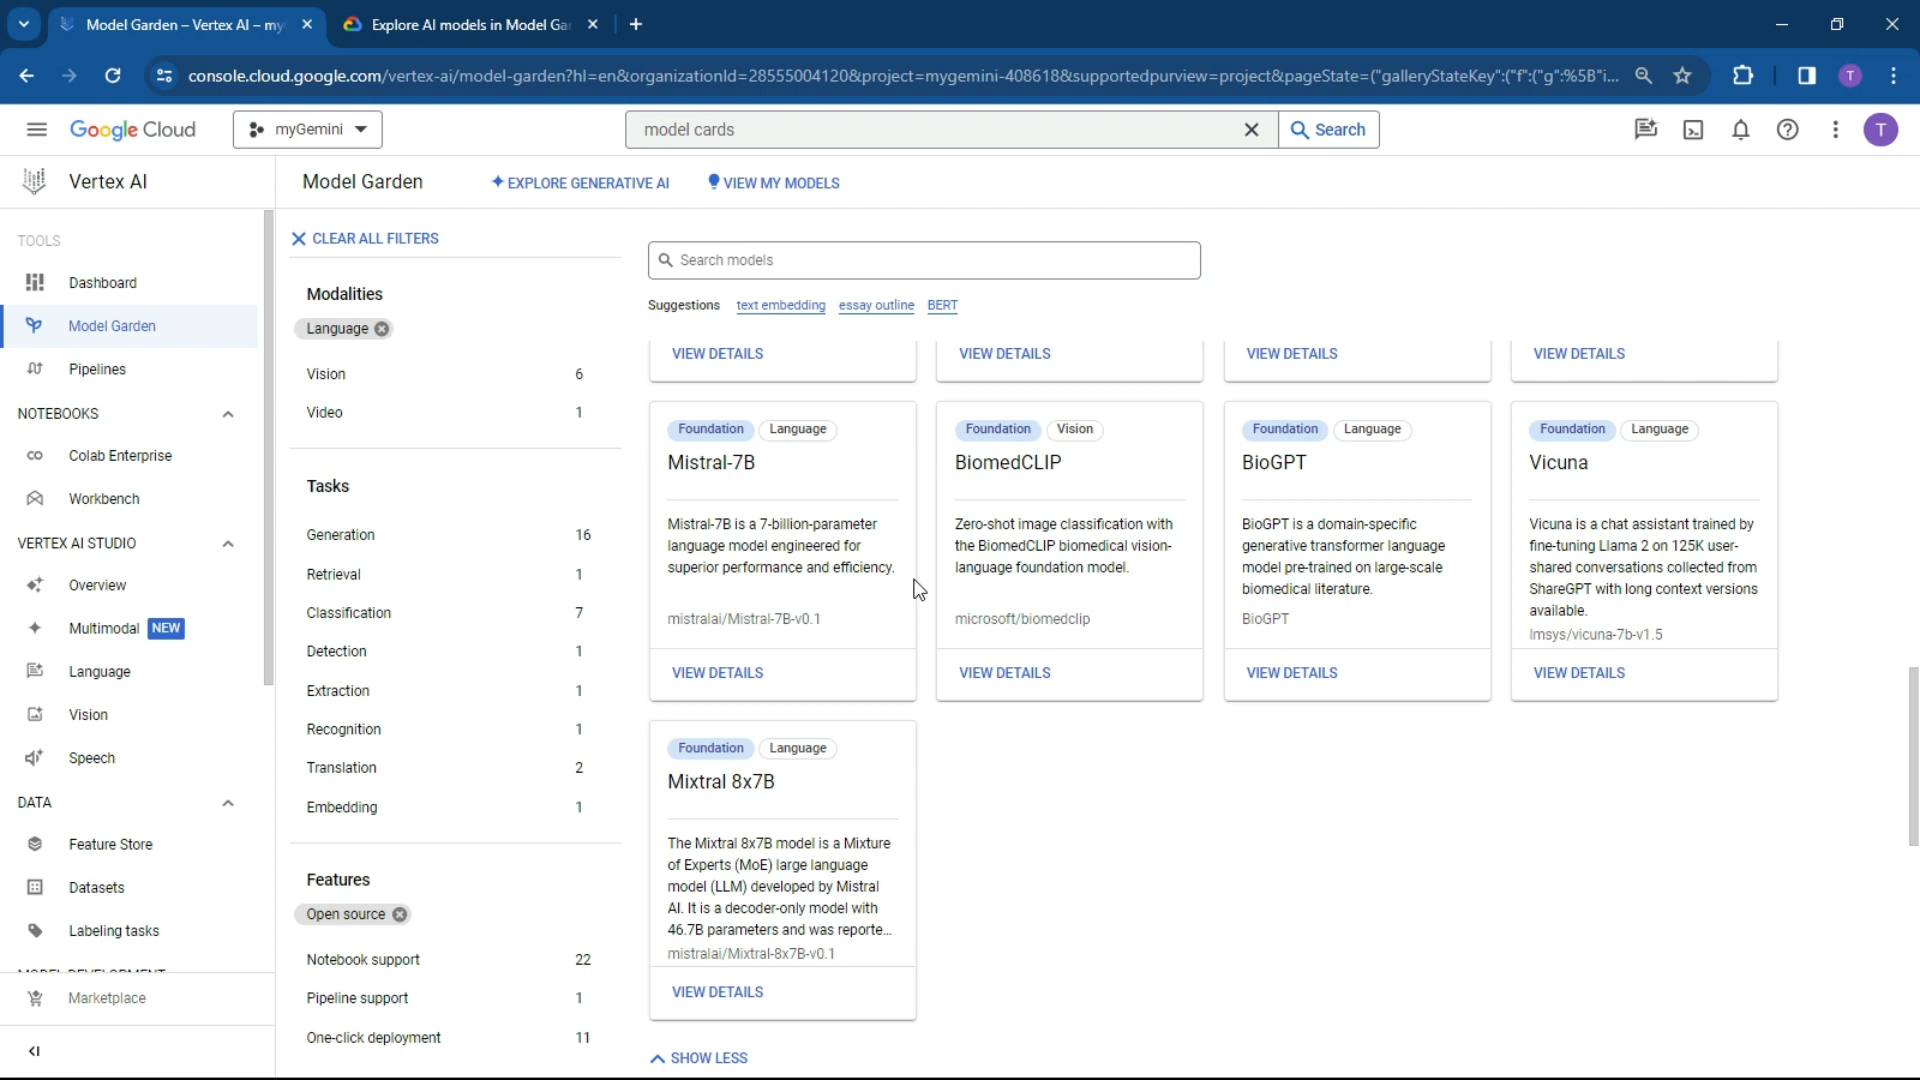 Model Garden – Vertex AI – my
Explore AI models in Model Ga
console.cloud.google.com/vertex-ai/model-garden?hl=en&organizationId=28555004120&project=mygemini-408618&supportedpurview=project&pageState=("galleryStateKey":("f":("g":%5B"i...
T
Google Cloud
myGemini
model cards
Search
T
Vertex AI
Model Garden
EXPLORE GENERATIVE AI
VIEW MY MODELS
TOOLS
Dashboard
Model Garden
Pipelines
NOTEBOOKS
Colab Enterprise
Workbench
VERTEX AI STUDIO
Overview
Multimodal NEW
Language
Vision
Speech
DATA
Feature Store
Datasets
Labeling tasks
MODEL DEVELOPMENT
Marketplace
CLEAR ALL FILTERS
Modalities
Language
Vision 6
Video 1
Tasks
Generation 16
Retrieval 1
Classification 7
Detection 1
Extraction 1
Recognition 1
Translation 2
Embedding 1
Features
Open source
Notebook support 22
Pipeline support 1
One-click deployment 11
Search models
Suggestions text embedding essay outline BERT
VIEW DETAILS
VIEW DETAILS
VIEW DETAILS
VIEW DETAILS
Foundation Language
Mistral-7B
Mistral-7B is a 7-billion-parameter
language model engineered for
superior performance and efficiency.
mistralai/Mistral-7B-v0.1
VIEW DETAILS
Foundation Vision
BiomedCLIP
Zero-shot image classification with
the BiomedCLIP biomedical vision-
language foundation model.
microsoft/biomedclip
VIEW DETAILS
Foundation Language
BioGPT
BioGPT is a domain-specific
generative transformer language
model pre-trained on large-scale
biomedical literature.
BioGPT
VIEW DETAILS
Foundation Language
Vicuna
Vicuna is a chat assistant trained by
fine-tuning Llama 2 on 125K user-
shared conversations collected from
ShareGPT with long context versions
available.
lmsys/vicuna-7b-v1.5
VIEW DETAILS
Foundation Language
Mixtral 8x7B
The Mixtral 8x7B model is a Mixture
of Experts (MoE) large language
model (LLM) developed by Mistral
AI. It is a decoder-only model with
46.7B parameters and was reporte...
mistralai/Mixtral-8x7B-v0.1
VIEW DETAILS
SHOW LESS